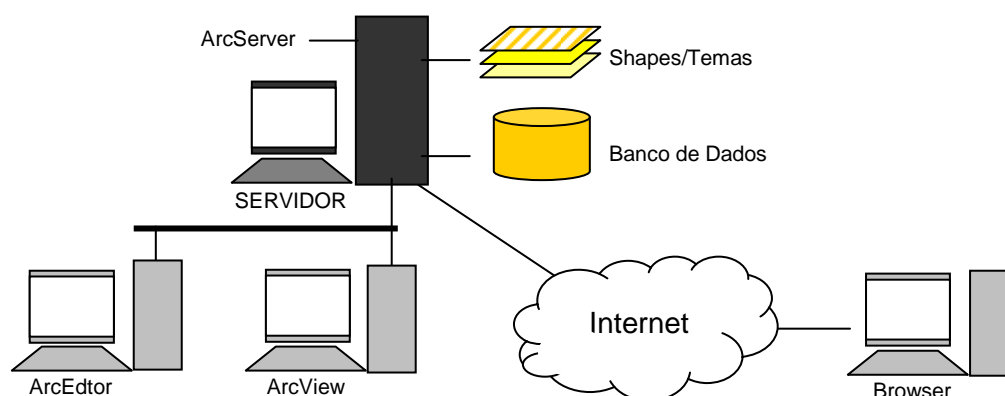 ArcServer
Shapes/Temas
Banco de Dados
SERVIDOR
Internet
ArcEdtor
ArcView
Browser